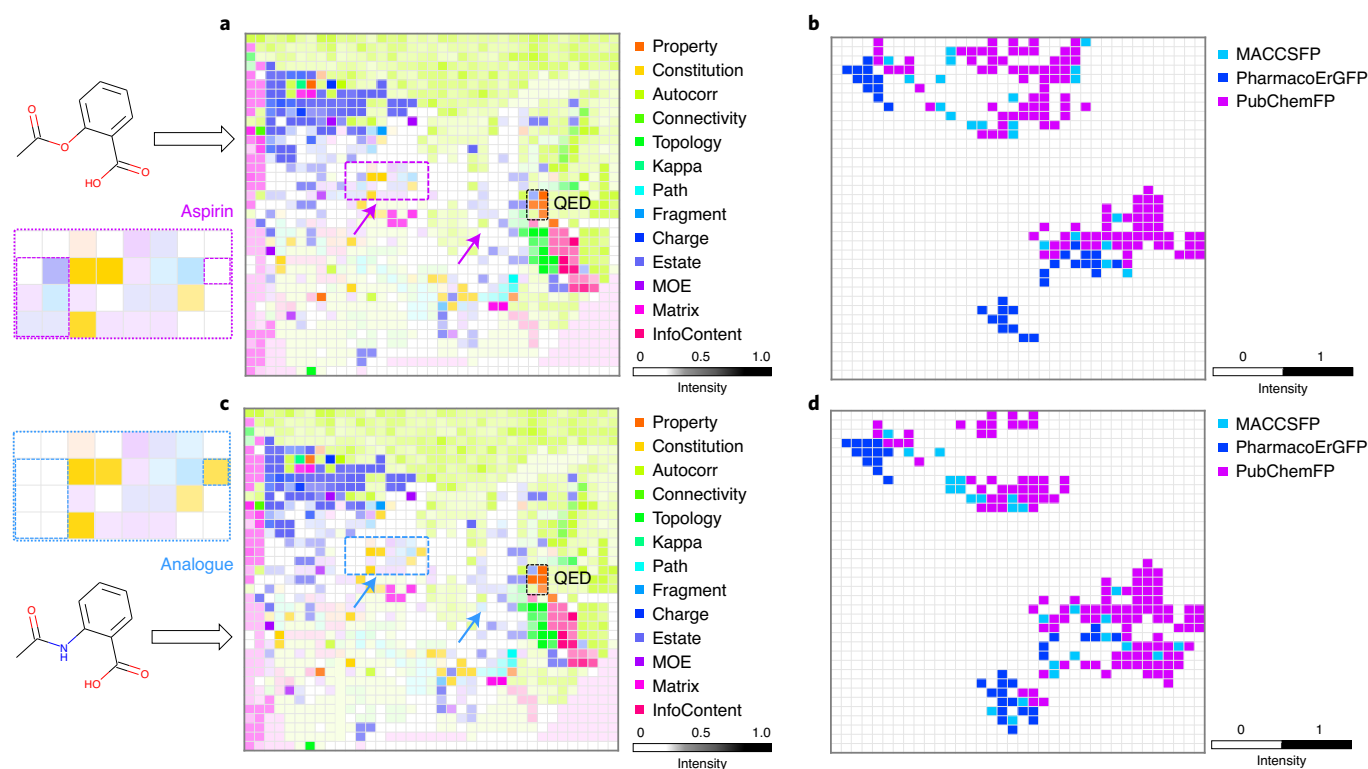 a
b
O
O
O
HO
Aspirin
QED
Property
Constitution
Autocorr
Connectivity
Topology
Kappa
Path
Fragment
Charge
Estate
MOE
Matrix
InfoContent
0 0.5 1.0
Intensity
MACCSFP
PharmacoErGFP
PubChemFP
0 1
Intensity
c
d
Analogue
O
N
H
O
HO
QED
Property
Constitution
Autocorr
Connectivity
Topology
Kappa
Path
Fragment
Charge
Estate
MOE
Matrix
InfoContent
0 0.5 1.0
Intensity
MACCSFP
PharmacoErGFP
PubChemFP
0 1
Intensity